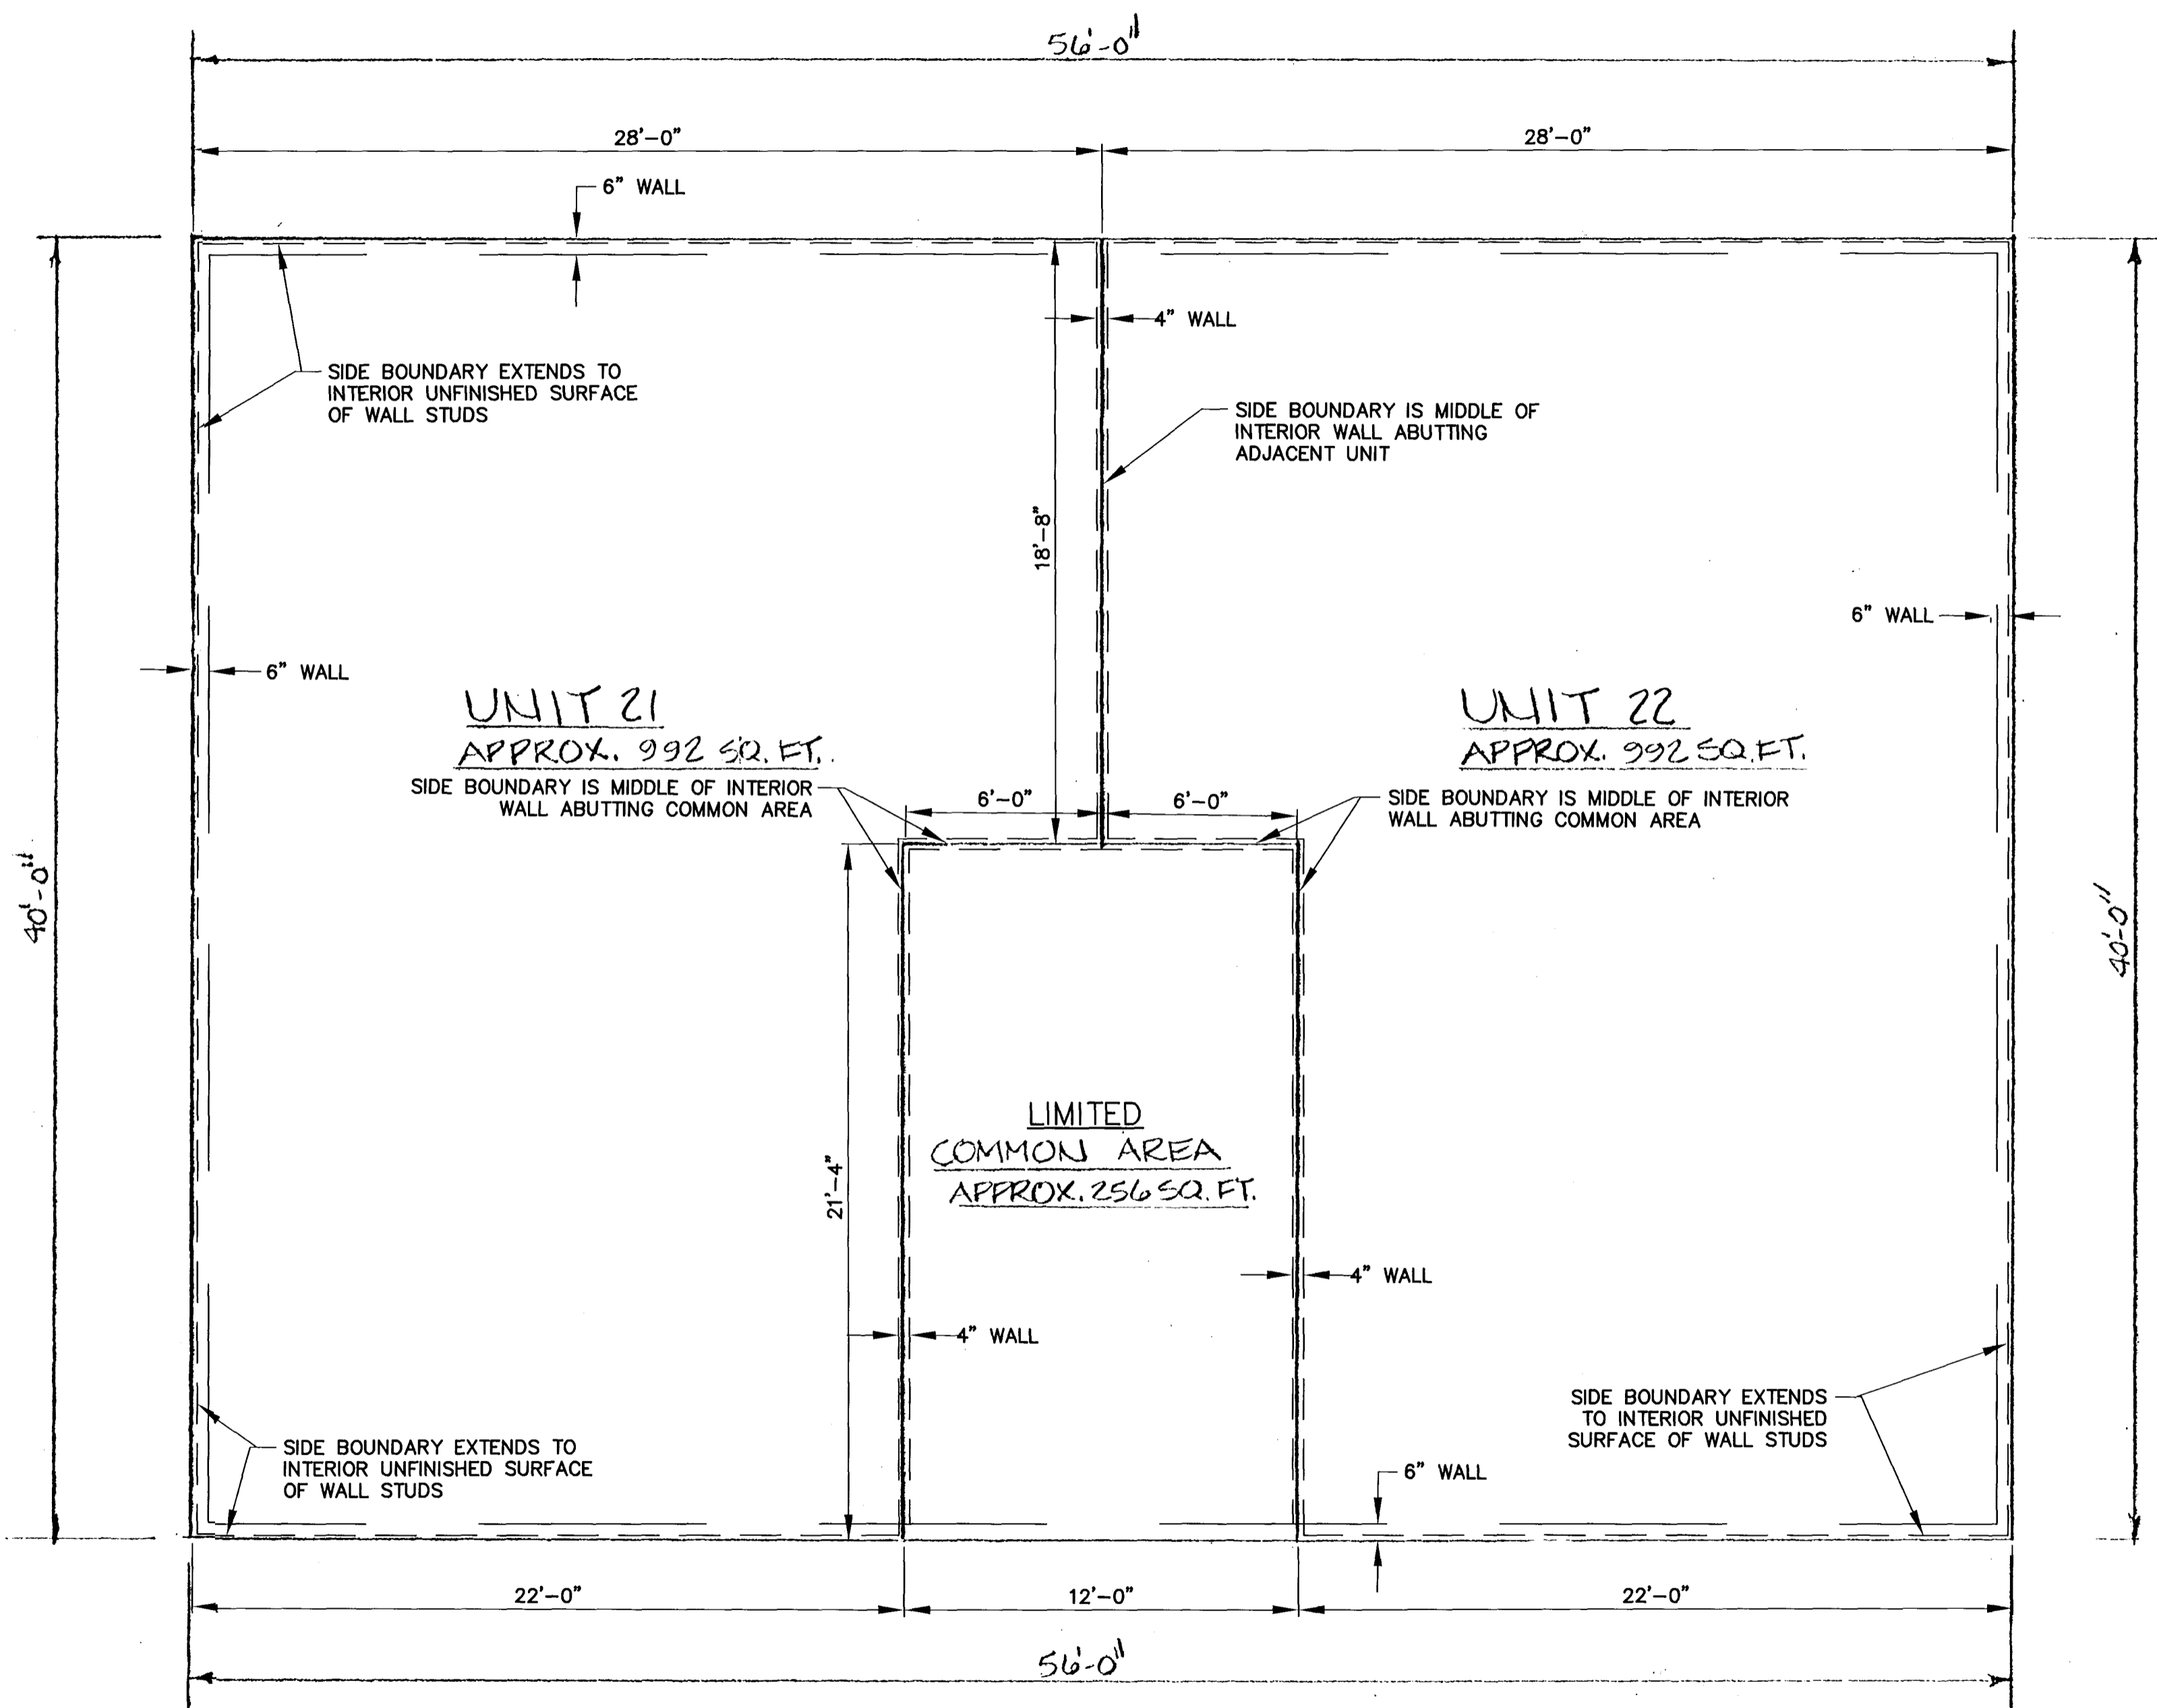 56'-0"
28'-0"
28'-0"
6" WALL
4" WALL
SIDE BOUNDARY EXTENDS TO
INTERIOR UNFINISHED SURFACE
OF WALL STUDS
SIDE BOUNDARY IS MIDDLE OF
INTERIOR WALL ABUTTING
ADJACENT UNIT
18'-8"
6" WALL
6" WALL
UNIT 21
APPROX. 992 SQ. FT.
SIDE BOUNDARY IS MIDDLE OF INTERIOR
WALL ABUTTING COMMON AREA
UNIT 22
APPROX. 992 SQ. FT.
6'-0"
6'-0"
SIDE BOUNDARY IS MIDDLE OF INTERIOR
WALL ABUTTING COMMON AREA
40'-0"
40'-0"
LIMITED
COMMON AREA
APPROX. 256 SQ. FT.
21'-4"
4" WALL
4" WALL
SIDE BOUNDARY EXTENDS
TO INTERIOR UNFINISHED
SURFACE OF WALL STUDS
SIDE BOUNDARY EXTENDS TO
INTERIOR UNFINISHED SURFACE
OF WALL STUDS
6" WALL
22'-0"
12'-0"
22'-0"
56'-0"